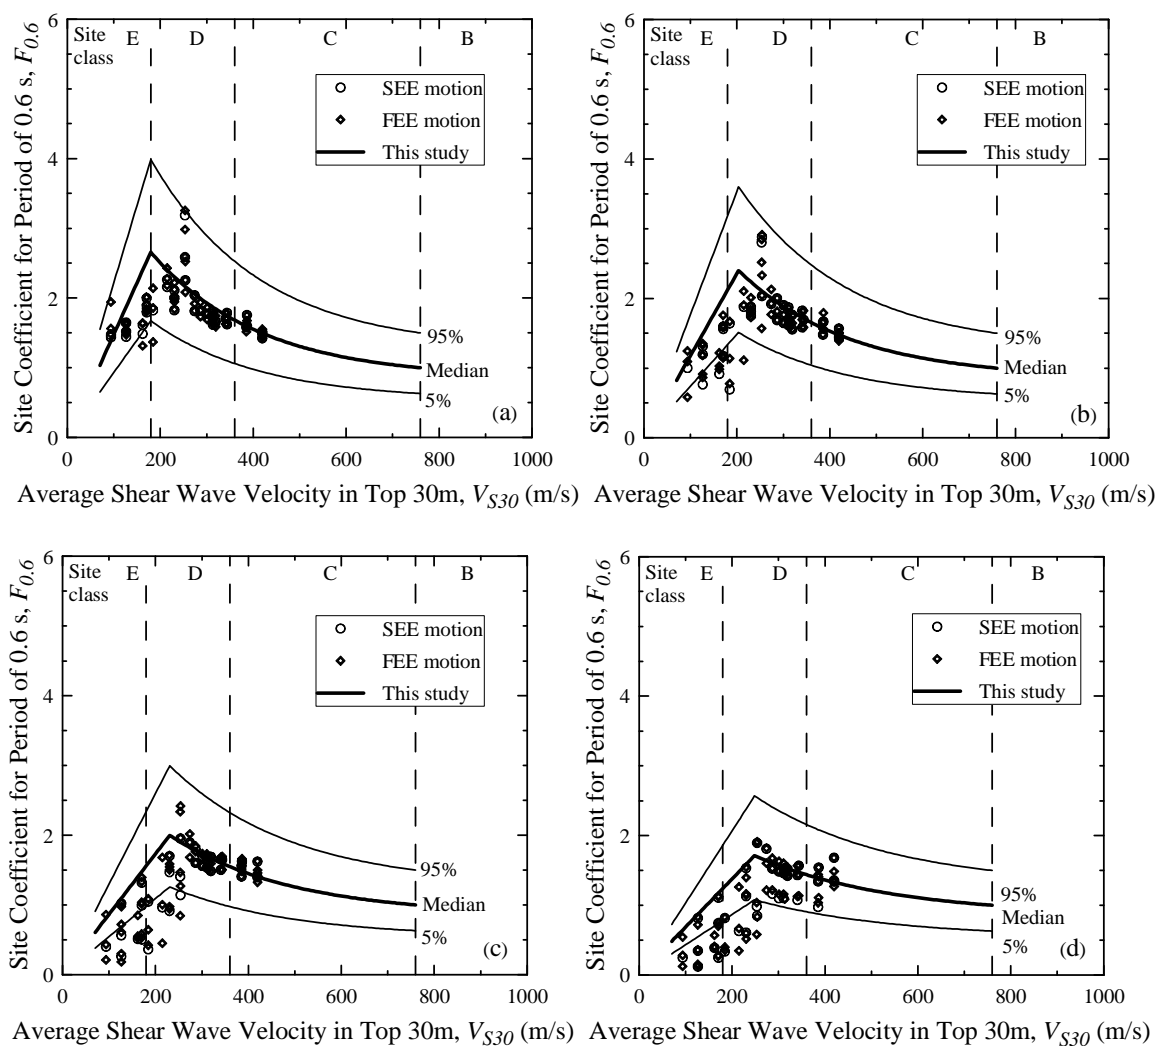 Site Coefficient for Period of 0.6 s, F0.6
6
4
2
0
Site
class
E
D
C
B
SEE motion
FEE motion
This study
95%
Median
5%
(a)
0 200 400 600 800 1000
Average Shear Wave Velocity in Top 30m, VS30 (m/s)
Site Coefficient for Period of 0.6 s, F0.6
6
4
2
0
Site
class
E
D
C
B
SEE motion
FEE motion
This study
95%
Median
5%
(b)
0 200 400 600 800 1000
Average Shear Wave Velocity in Top 30m, VS30 (m/s)
Site Coefficient for Period of 0.6 s, F0.6
6
4
2
0
Site
class
E
D
C
B
SEE motion
FEE motion
This study
95%
Median
5%
(c)
0 200 400 600 800 1000
Average Shear Wave Velocity in Top 30m, VS30 (m/s)
Site Coefficient for Period of 0.6 s, F0.6
6
4
2
0
Site
class
E
D
C
B
SEE motion
FEE motion
This study
95%
Median
5%
(d)
0 200 400 600 800 1000
Average Shear Wave Velocity in Top 30m, VS30 (m/s)